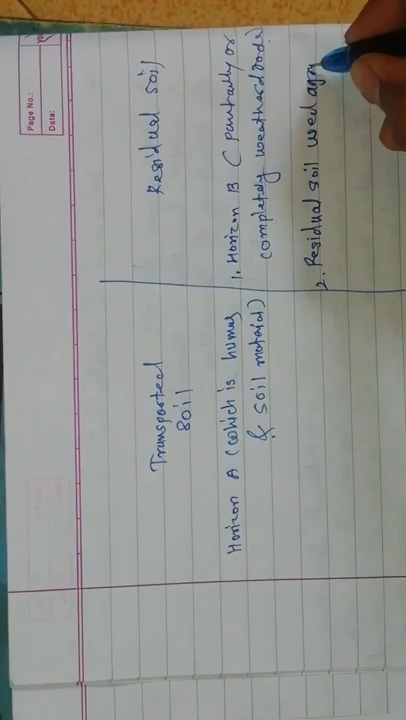 Page No.:
Date:
Transported
soil
Residual soil
Horizon A (which is humus
& soil material)
1. Horizon B (partially or
completely weathered rocks)
2. Residual soil used agry